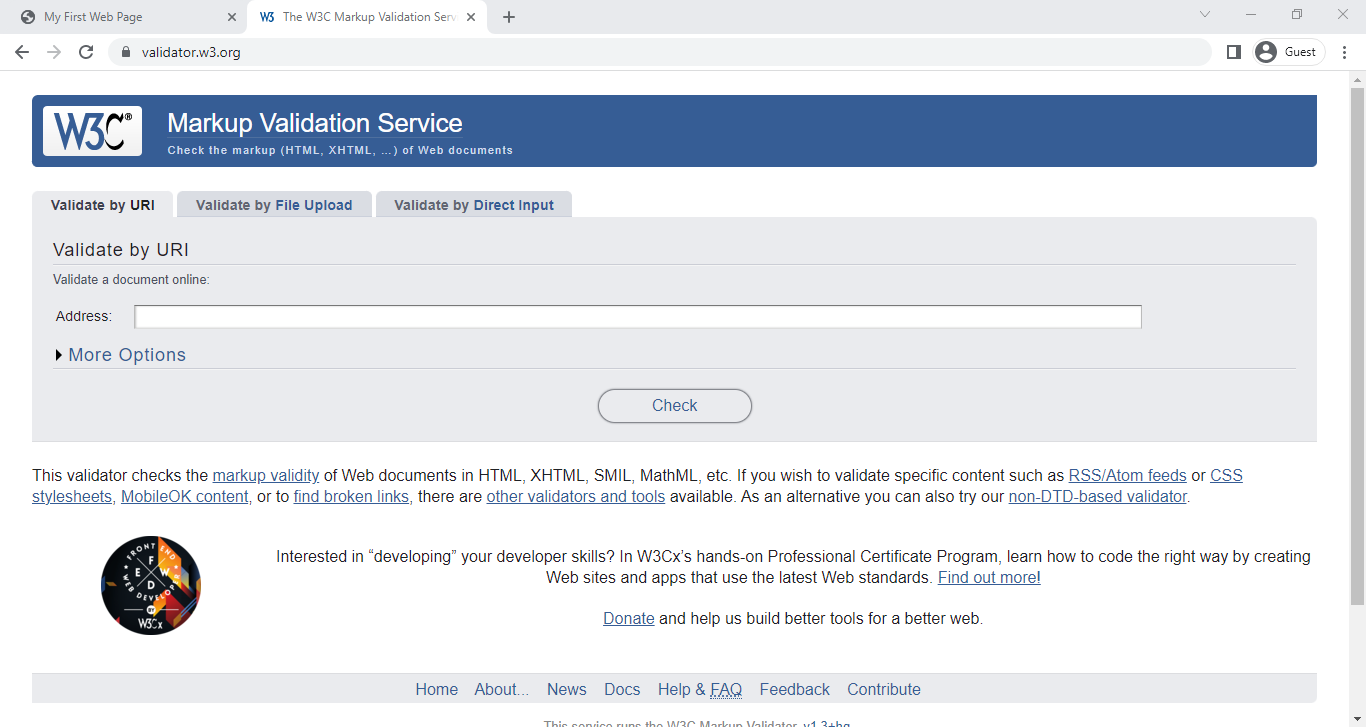 My First Web Page
The W3C Markup Validation Serv
validator.w3.org
Guest
W3C®
Markup Validation Service
Check the markup (HTML, XHTML, …) of Web documents
Validate by URI
Validate by File Upload
Validate by Direct Input
Validate by URI
Validate a document online:
Address:
More Options
Check
This validator checks the markup validity of Web documents in HTML, XHTML, SMIL, MathML, etc. If you wish to validate specific content such as RSS/Atom feeds or CSS
stylesheets, MobileOK content, or to find broken links, there are other validators and tools available. As an alternative you can also try our non-DTD-based validator.
FRONT END
WEB DEVELOPER
F E W D
BY
W3Cx
Interested in “developing” your developer skills? In W3Cx’s hands-on Professional Certificate Program, learn how to code the right way by creating
Web sites and apps that use the latest Web standards. Find out more!
Donate and help us build better tools for a better web.
Home About... News Docs Help & FAQ Feedback Contribute
This service runs the W3C Markup Validator, v1.3+hg